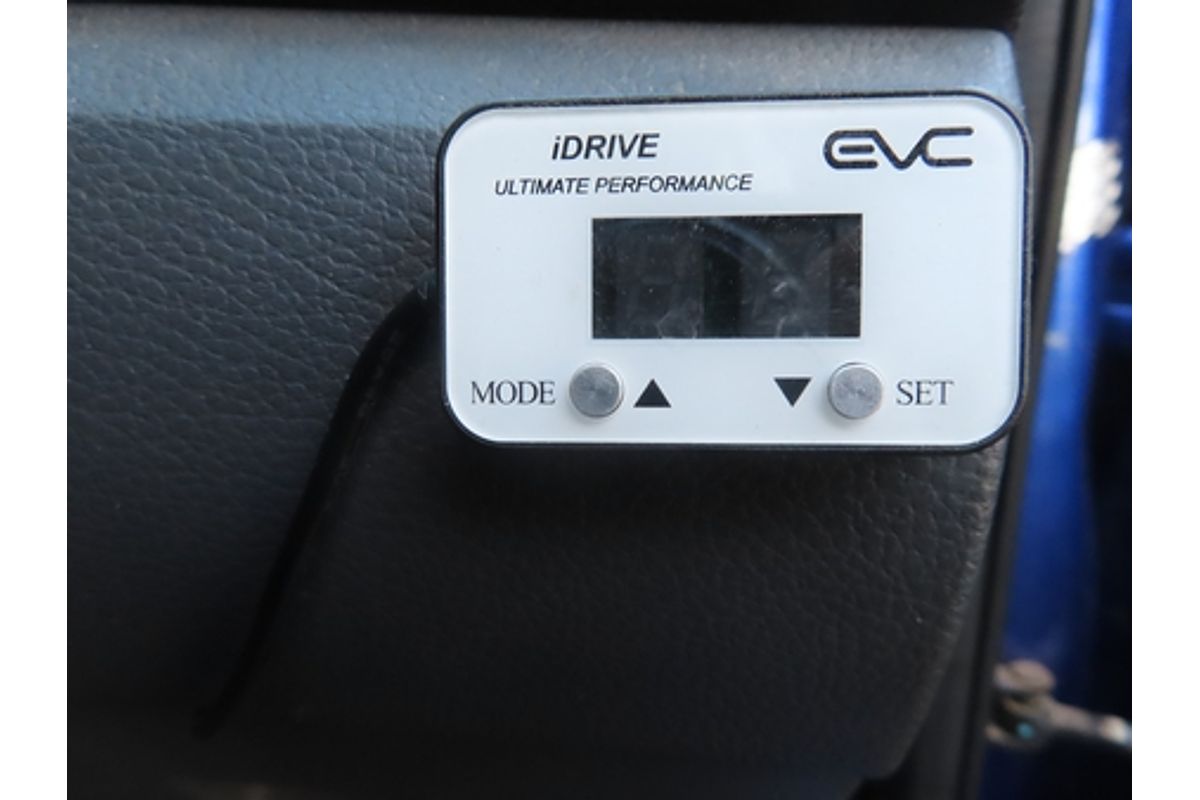 iDRIVE
EVC
ULTIMATE PERFORMANCE
MODE ▲ ▼ SET